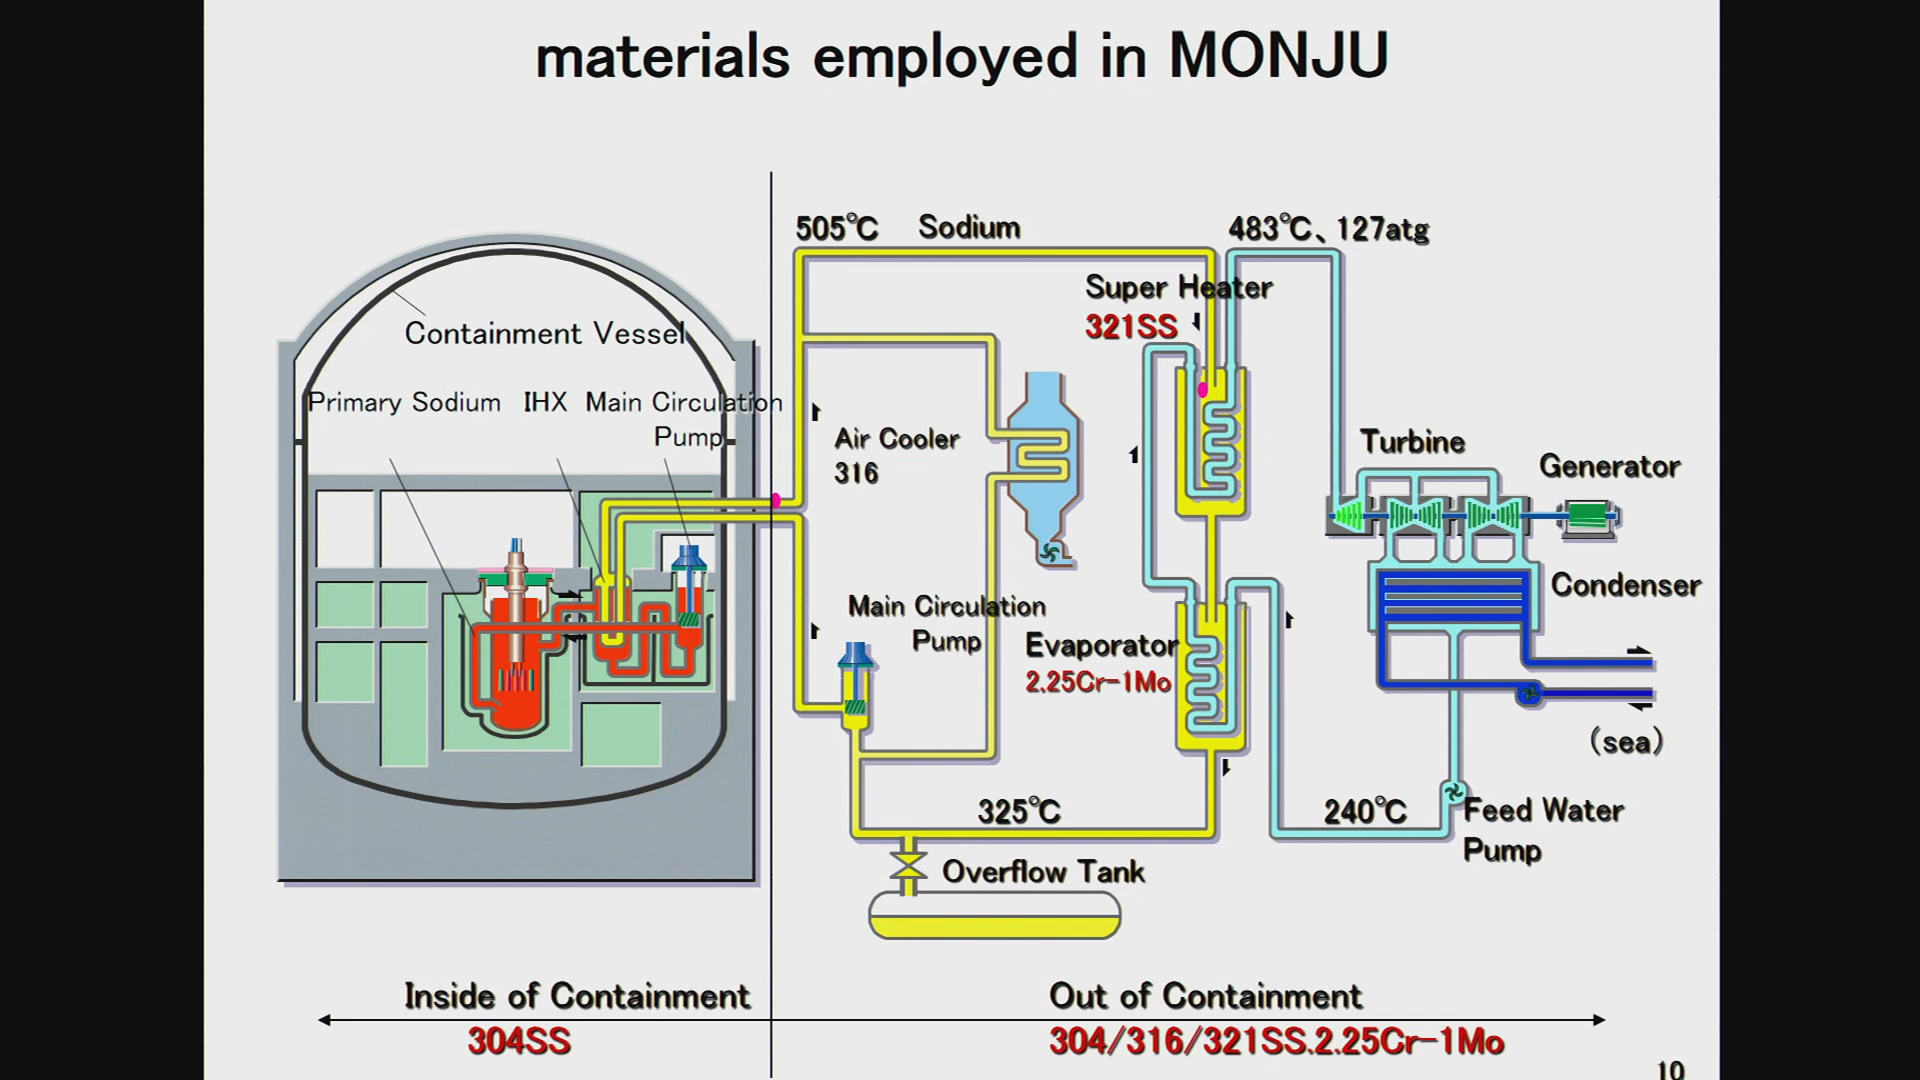 materials employed in MONJU
505℃ Sodium
483℃、127atg
Super Heater
321SS
Containment Vessel
Primary Sodium IHX Main Circulation
Pump
Air Cooler
316
Turbine
Generator
Main Circulation
Pump
Evaporator
2.25Cr-1Mo
Condenser
(sea)
325℃
240℃
Feed Water
Pump
Overflow Tank
Inside of Containment
304SS
Out of Containment
304/316/321SS.2.25Cr-1Mo
10